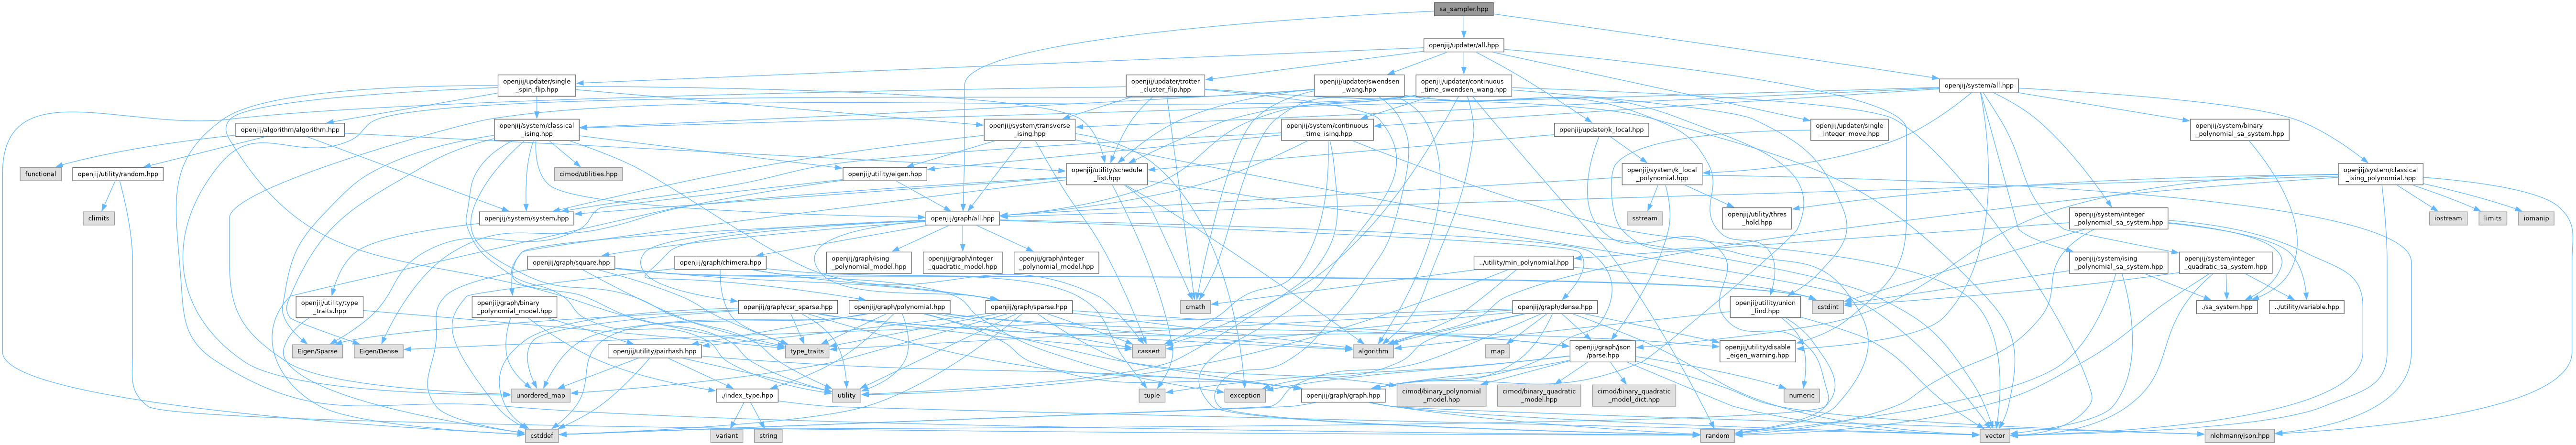 sa_sampler.hpp
openjij/updater/all.hpp
openjij/updater/single
_spin_flip.hpp
openjij/updater/trotter
_cluster_flip.hpp
openjij/updater/swendsen
_wang.hpp
openjij/updater/continuous
_time_swendsen_wang.hpp
openjij/system/all.hpp
openjij/algorithm/algorithm.hpp
openjij/system/classical
_ising.hpp
openjij/system/transverse
_ising.hpp
openjij/system/continuous
_time_ising.hpp
openjij/updater/k_local.hpp
openjij/updater/single
_integer_move.hpp
openjij/system/binary
_polynomial_sa_system.hpp
functional
openjij/utility/random.hpp
cimod/utilities.hpp
openjij/utility/eigen.hpp
openjij/utility/schedule
_list.hpp
openjij/system/k_local
_polynomial.hpp
openjij/system/classical
_ising_polynomial.hpp
climits
openjij/system/system.hpp
openjij/graph/all.hpp
sstream
openjij/utility/thres
_hold.hpp
openjij/system/integer
_polynomial_sa_system.hpp
iostream
limits
iomanip
openjij/graph/square.hpp
openjij/graph/chimera.hpp
openjij/graph/ising
_polynomial_model.hpp
openjij/graph/integer
_quadratic_model.hpp
openjij/graph/integer
_polynomial_model.hpp
../utility/min_polynomial.hpp
openjij/system/ising
_polynomial_sa_system.hpp
openjij/system/integer
_quadratic_sa_system.hpp
openjij/utility/type
_traits.hpp
openjij/graph/binary
_polynomial_model.hpp
openjij/graph/csr_sparse.hpp
openjij/graph/polynomial.hpp
openjij/graph/sparse.hpp
cmath
openjij/graph/dense.hpp
openjij/utility/union
_find.hpp
cstdint
./sa_system.hpp
../utility/variable.hpp
Eigen/Sparse
Eigen/Dense
openjij/utility/pairhash.hpp
type_traits
cassert
algorithm
map
openjij/graph/json
/parse.hpp
openjij/utility/disable
_eigen_warning.hpp
unordered_map
./index_type.hpp
utility
tuple
exception
openjij/graph/graph.hpp
cimod/binary_polynomial
_model.hpp
cimod/binary_quadratic
_model.hpp
cimod/binary_quadratic
_model_dict.hpp
numeric
cstddef
variant
string
random
vector
nlohmann/json.hpp